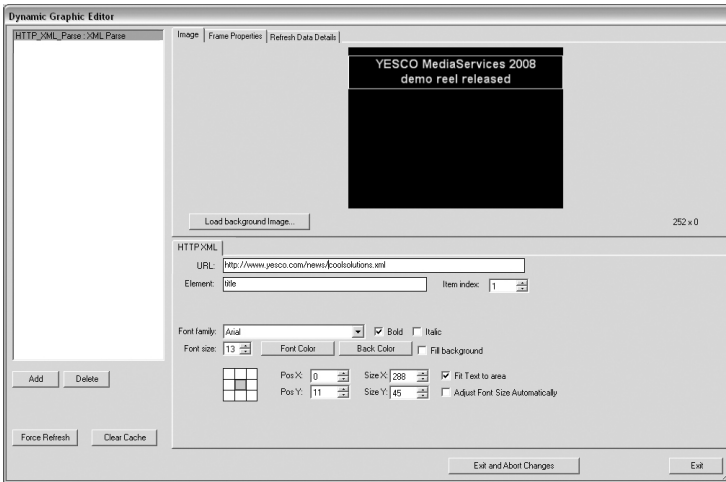 Dynamic Graphic Editor
HTTP_XML_Parse : XML Parse
Image
Frame Properties
Refresh Data Details
YESCO MediaServices 2008
demo reel released
Load background Image...
252 x 0
HTTP XML
URL: http://www.yesco.com/news/coolsolutions.xml
Element: title
Item index: 1
Font family: Arial
Bold
Italic
Font size: 13
Font Color
Back Color
Fill background
Pos X: 0
Size X: 288
Fit Text to area
Pos Y: 11
Size Y: 45
Adjust Font Size Automatically
Add
Delete
Force Refresh
Clear Cache
Exit and Abort Changes
Exit